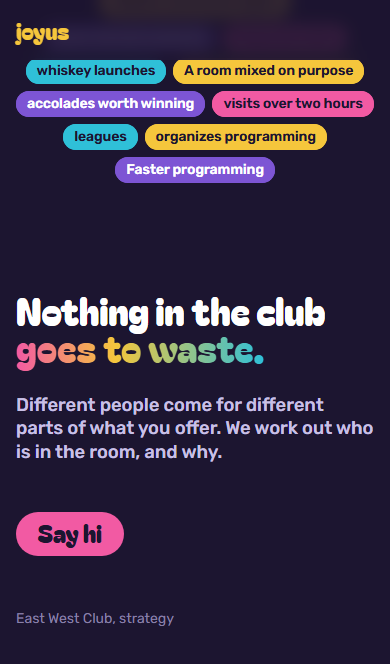 joyus
whiskey launches
A room mixed on purpose
accolades worth winning
visits over two hours
leagues
organizes programming
Faster programming
Nothing in the club
goes to waste.
Different people come for different
parts of what you offer. We work out who
is in the room, and why.
Say hi
East West Club, strategy